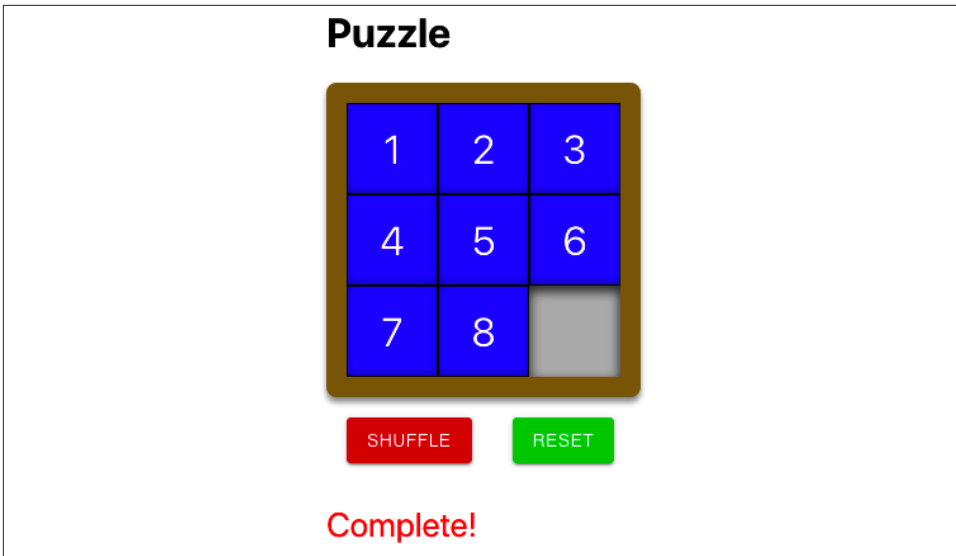 Puzzle
1 2 3
4 5 6
7 8
SHUFFLE RESET
Complete!